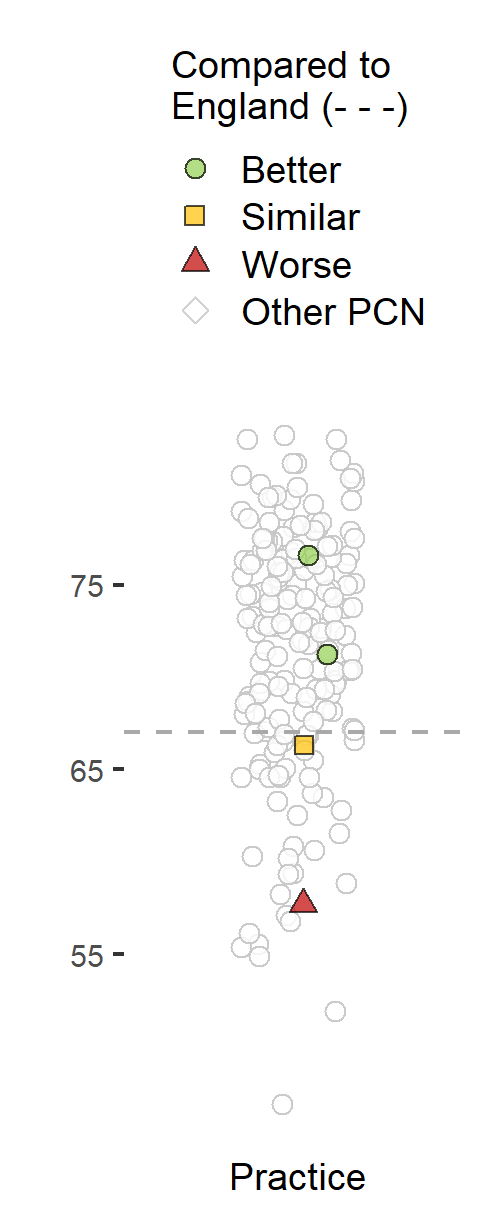 Compared to
England (- - -)
Better
Similar
Worse
Other PCN
75
65
55
Practice